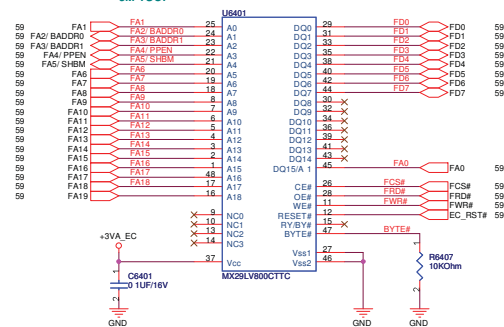 U6401
59 FA1 FA1 25 A0 DQ0 29 FD0 FD0 59
59 FA2/ BADDR0 FA2/ BADDR0 24 A1 DQ1 31 FD1 FD1 59
59 FA3/ BADDR1 FA3/ BADDR1 23 A2 DQ2 33 FD2 FD2 59
59 FA4/ PPEN FA4/ PPEN 22 A3 DQ3 35 FD3 FD3 59
59 FA5/ SHBM FA5/ SHBM 21 A4 DQ4 38 FD4 FD4 59
59 FA6 FA6 20 A5 DQ5 40 FD5 FD5 59
59 FA7 FA7 19 A6 DQ6 42 FD6 FD6 59
59 FA8 FA8 18 A7 DQ7 44 FD7 FD7 59
59 FA9 FA9 8 A8 DQ8 30
59 FA10 FA10 7 A9 DQ9 32
59 FA11 FA11 6 A10 DQ10 34
59 FA12 FA12 5 A11 DQ11 36
59 FA13 FA13 4 A12 DQ12 39
59 FA14 FA14 3 A13 DQ13 41
59 FA15 FA15 2 A14 DQ14 43
59 FA16 FA16 1 A15 DQ15/A 1 45 FA0 FA0 59
59 FA17 FA17 48 A16
59 FA18 FA18 17 A17 CE# 26 FCS# FCS# 59
59 FA19 16 A18 OE# 28 FRD# FRD# 59
WE# 11 FWR# FWR# 59
9 NC0 RESET# 12 EC_RST# 59
10 NC1 RY/BY# 15
13 NC2 BYTE# 47 BYTE#
14 NC3
+3VA_EC
Vss1 27
37 Vcc Vss2 46
MX29LV800CTTC
1 C6401
0 1UF/16V
2
GND
GND
1
R6407
10KOhm
2
GND